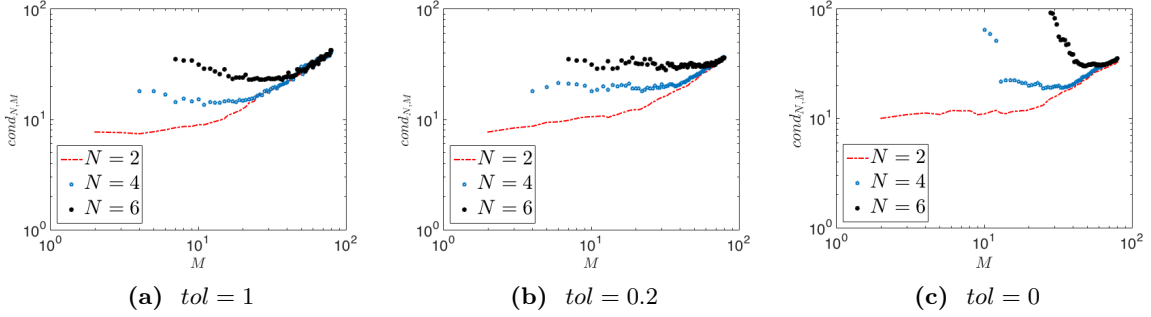 10^2
10^1
10^0
cond_{N,M}
N = 2
N = 4
N = 6
10^0
10^1
10^2
M
(a) tol = 1
10^2
10^1
10^0
cond_{N,M}
N = 2
N = 4
N = 6
10^0
10^1
10^2
M
(b) tol = 0.2
10^2
10^1
10^0
cond_{N,M}
N = 2
N = 4
N = 6
10^0
10^1
10^2
M
(c) tol = 0